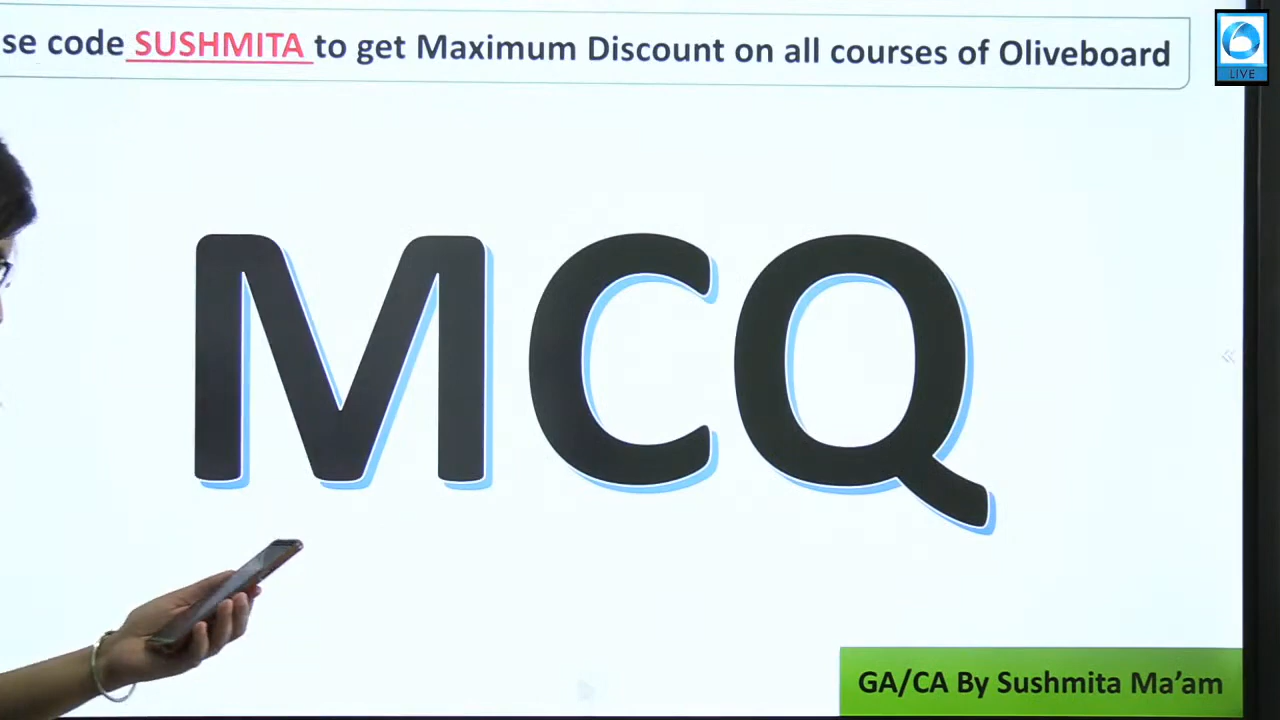 se code SUSHMITA to get Maximum Discount on all courses of Oliveboard
LIVE
MCQ
GA/CA By Sushmita Ma'am